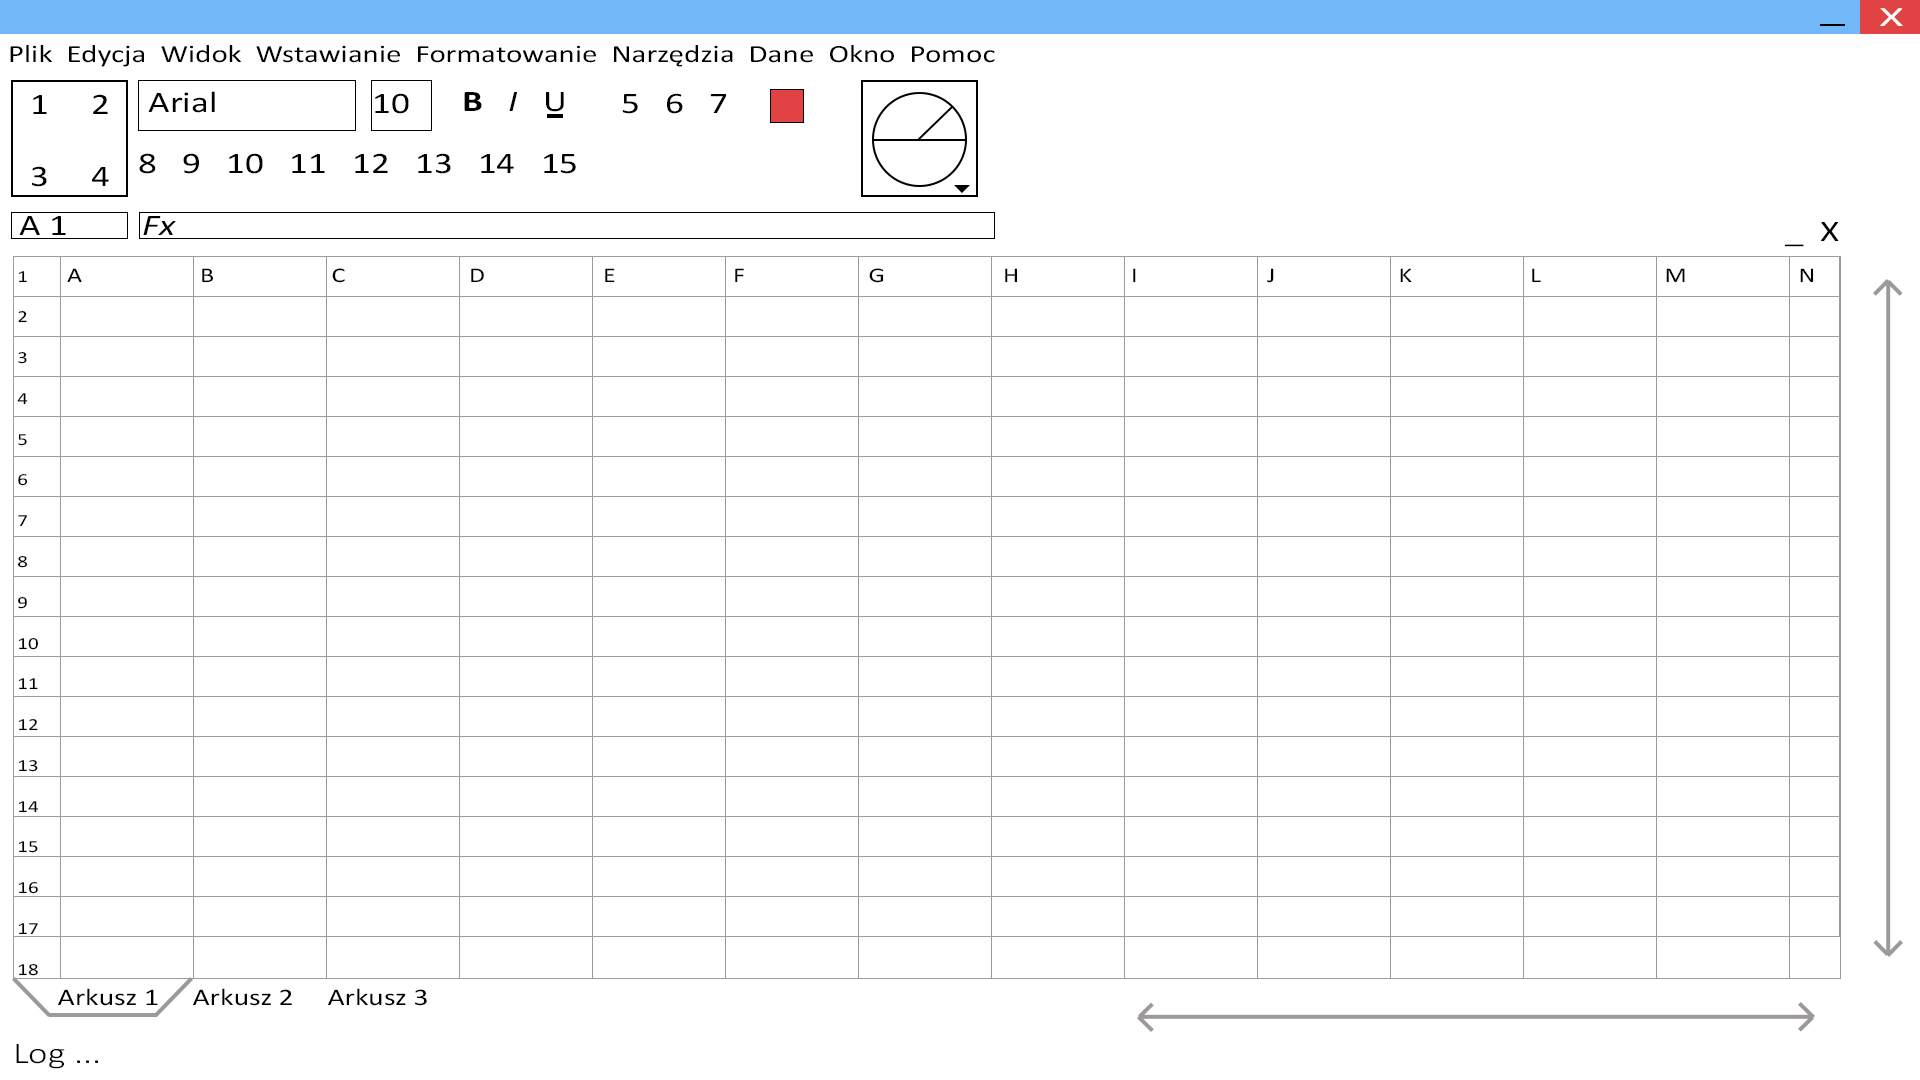 Plik Edycja Widok Wstawianie Formatowanie Narzędzia Dane Okno Pomoc
1 2 Arial 10 B I U 5 6 7
3 4 8 9 10 11 12 13 14 15
A 1 Fx
_ X
1 A B C D E F G H I J K L M N
2
3
4
5
6
7
8
9
10
11
12
13
14
15
16
17
18
Arkusz 1 Arkusz 2 Arkusz 3
Log ...